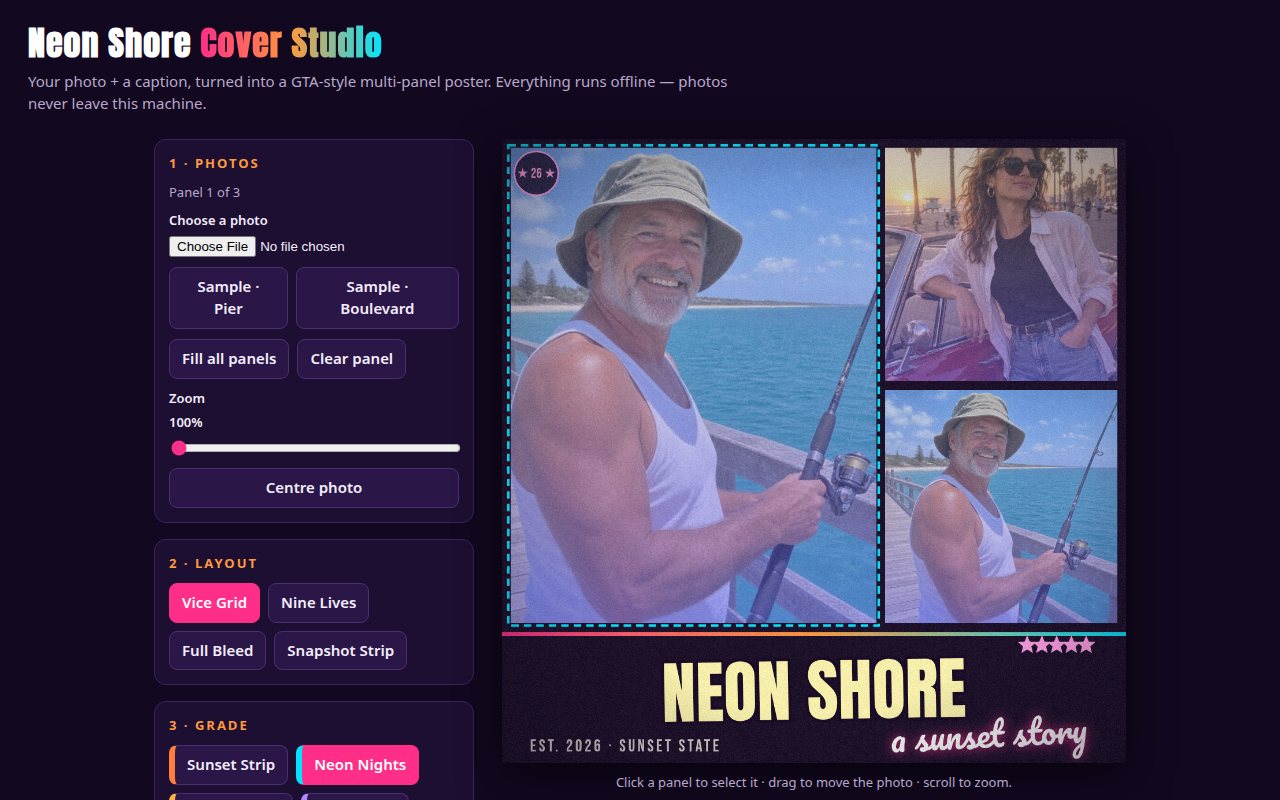 Neon Shore Cover Studio
Your photo + a caption, turned into a GTA-style multi-panel poster. Everything runs offline — photos
never leave this machine.
1 · PHOTOS
Panel 1 of 3
Choose a photo
Choose File No file chosen
Sample ·
Pier
Sample ·
Boulevard
Fill all panels
Clear panel
Zoom
100%
Centre photo
2 · LAYOUT
Vice Grid
Nine Lives
Full Bleed
Snapshot Strip
3 · GRADE
Sunset Strip
Neon Nights
★ 26 ★
★★★★★
NEON SHORE
a sunset story
EST. 2026 · SUNSET STATE
Click a panel to select it · drag to move the photo · scroll to zoom.